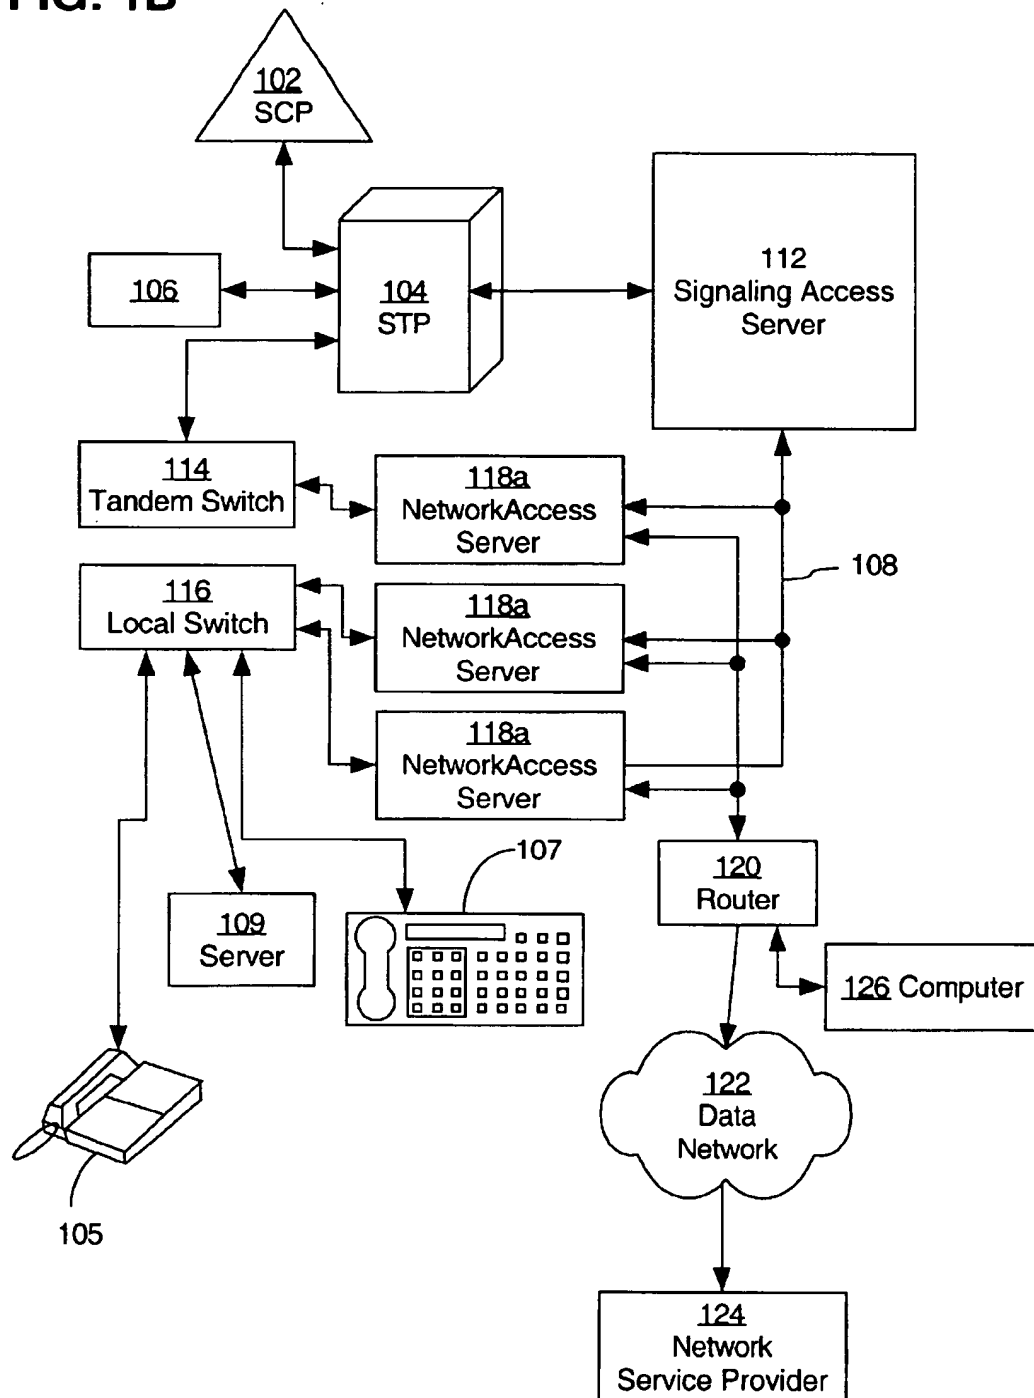 FIG. 1B
102
SCP
106
104
STP
112
Signaling Access
Server
114
Tandem Switch
118a
NetworkAccess
Server
108
116
Local Switch
118a
NetworkAccess
Server
118a
NetworkAccess
Server
107
120
Router
109
Server
126 Computer
122
Data
Network
105
124
Network
Service Provider